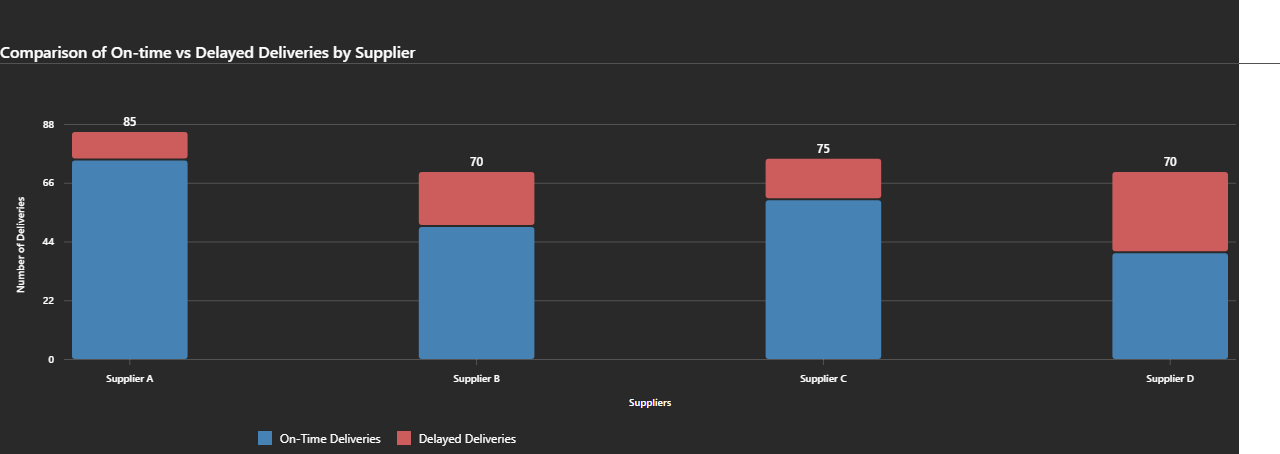 Comparison of On-time vs Delayed Deliveries by Supplier
88
66
44
22
0
Number of Deliveries
85
70
75
70
Supplier A
Supplier B
Supplier C
Supplier D
Suppliers
On-Time Deliveries
Delayed Deliveries